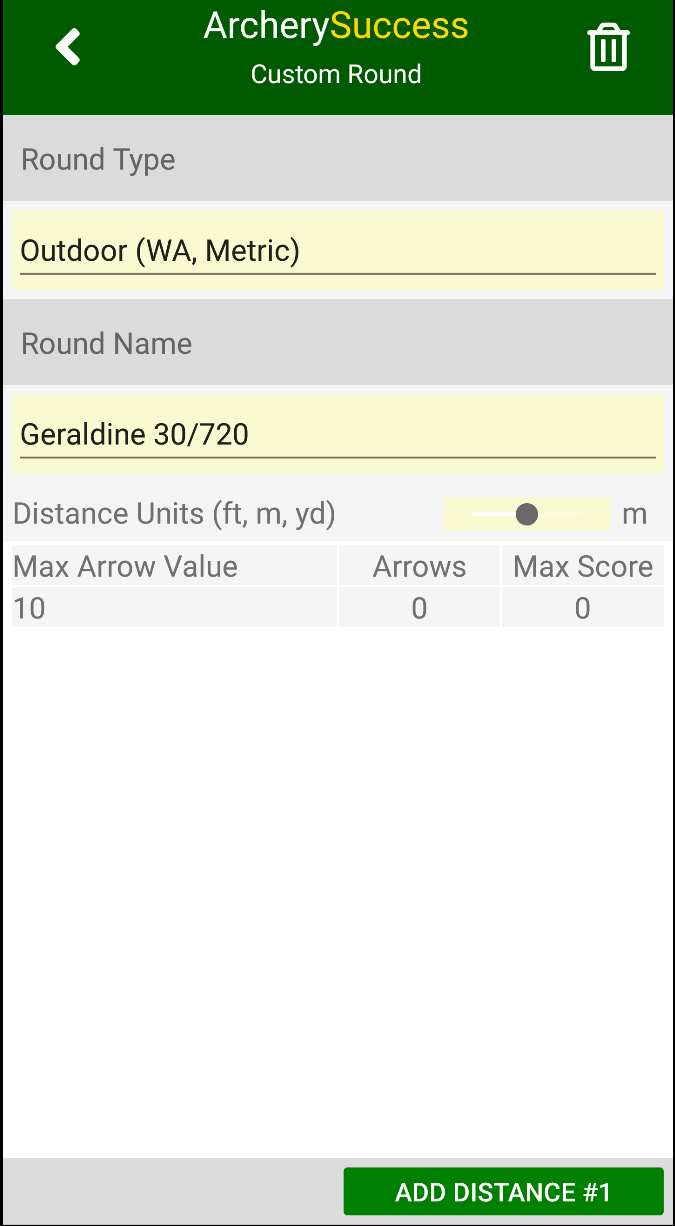 ArcherySuccess
Custom Round
Round Type
Outdoor (WA, Metric)
Round Name
Geraldine 30/720
Distance Units (ft, m, yd) m
Max Arrow Value Arrows Max Score
10 0 0
ADD DISTANCE #1